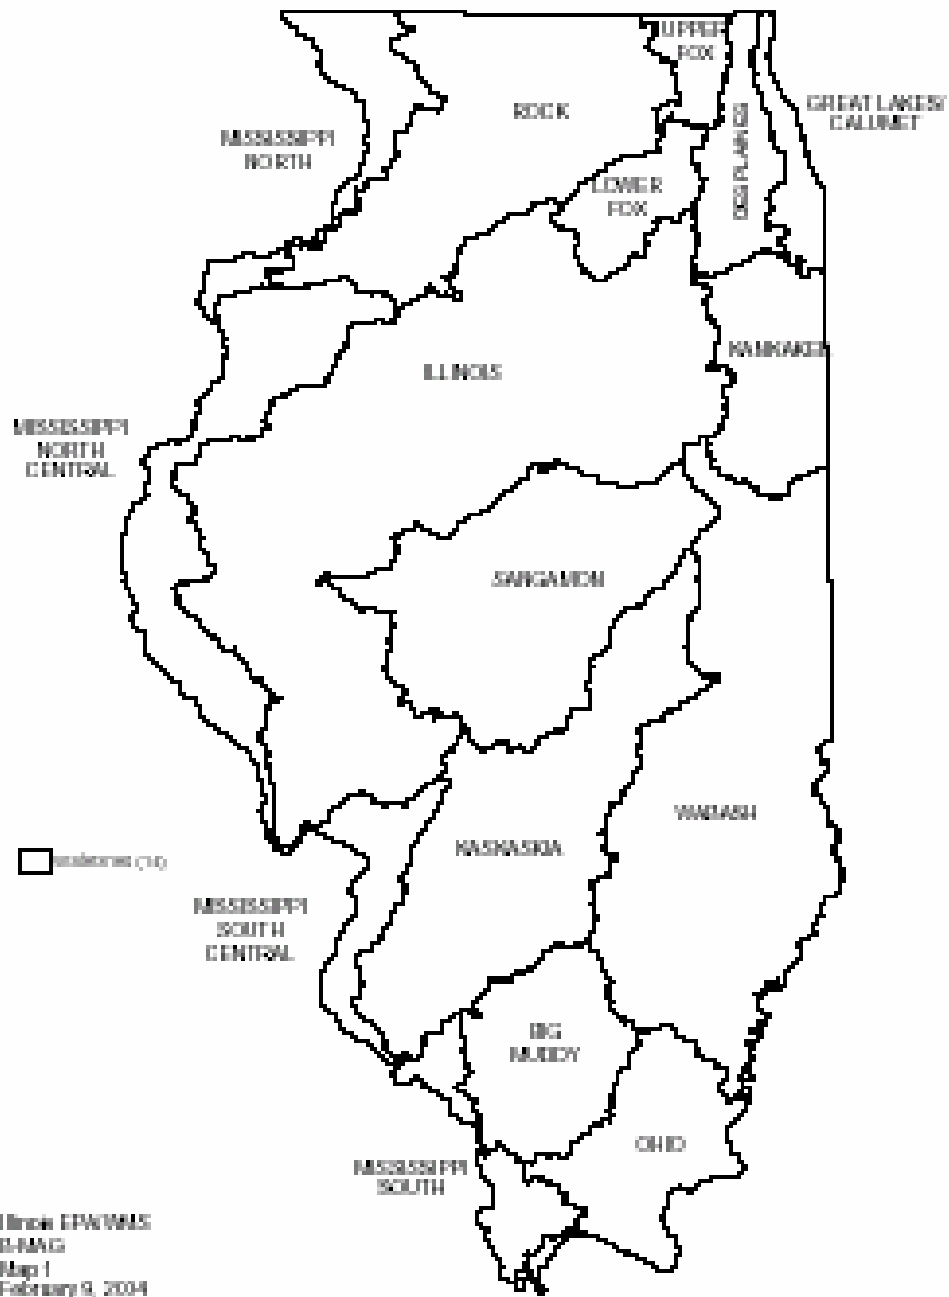 UPPER
FOX
ROCK
GREAT LAKES/
CALUMET
DES PLAINES
MISSISSIPPI
NORTH
LOWER
FOX
KANKAKEE
ILLINOIS
MISSISSIPPI
NORTH
CENTRAL
SANGAMON
WABASH
KASKASKIA
MISSISSIPPI
SOUTH
CENTRAL
BIG
MUDDY
OHIO
MISSISSIPPI
SOUTH
Illinois EPA
Map 1
February 9, 2004